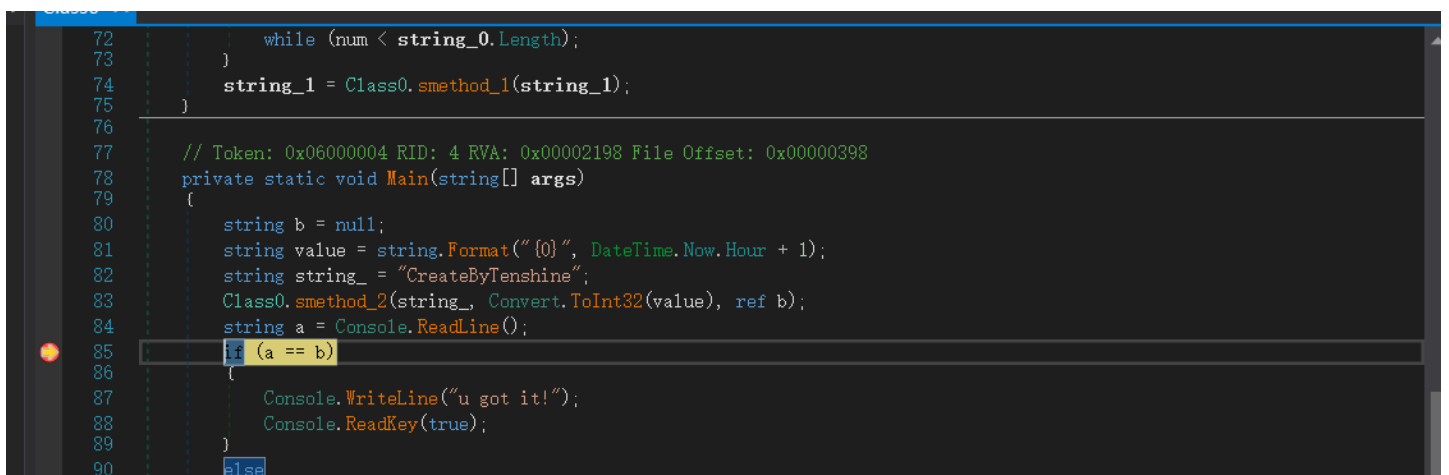 Class0
72 while (num < string_0.Length);
73 }
74 string_1 = Class0.smethod_1(string_1);
75 }
76
77 // Token: 0x06000004 RID: 4 RVA: 0x00002198 File Offset: 0x00000398
78 private static void Main(string[] args)
79 {
80 string b = null;
81 string value = string.Format("{0}", DateTime.Now.Hour + 1);
82 string string_ = "CreateByTenshine";
83 Class0.smethod_2(string_, Convert.ToInt32(value), ref b);
84 string a = Console.ReadLine();
85 if (a == b)
86 {
87 Console.WriteLine("u got it!");
88 Console.ReadKey(true);
89 }
90 else